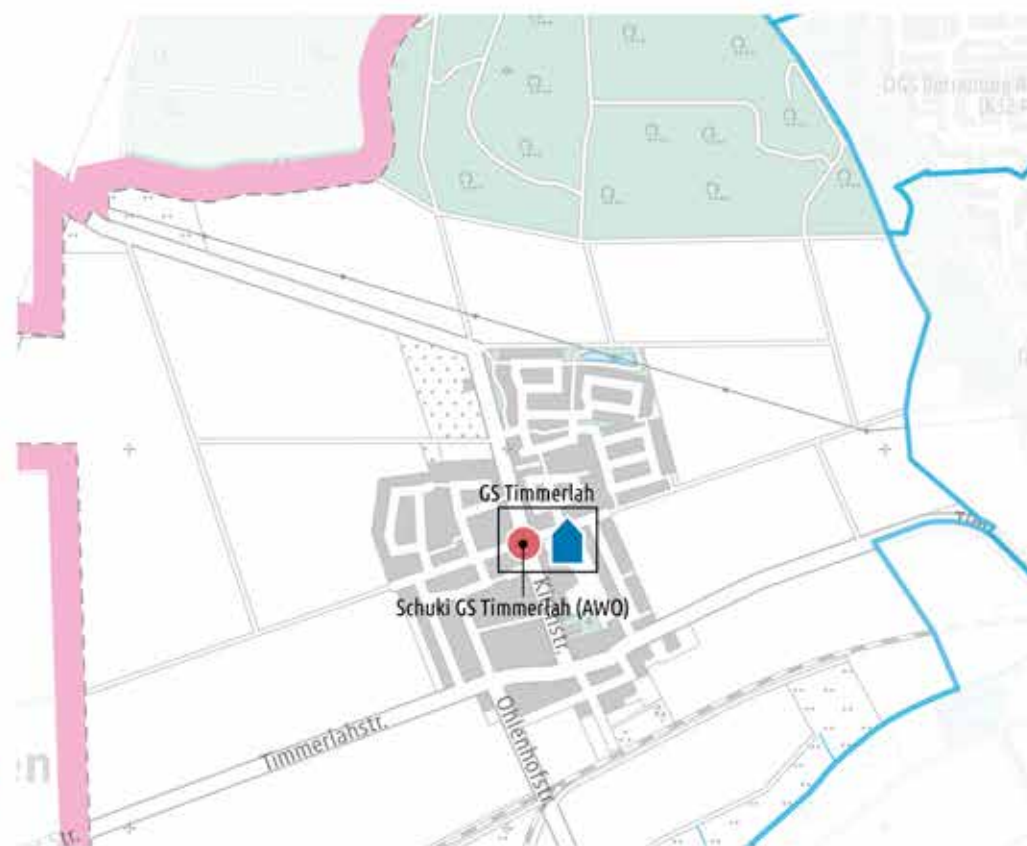 GS Timmerlah
Schuki GS Timmerlah (AWO)
Kirchstr.
Timmerlahstr.
Ohlenhofstr.